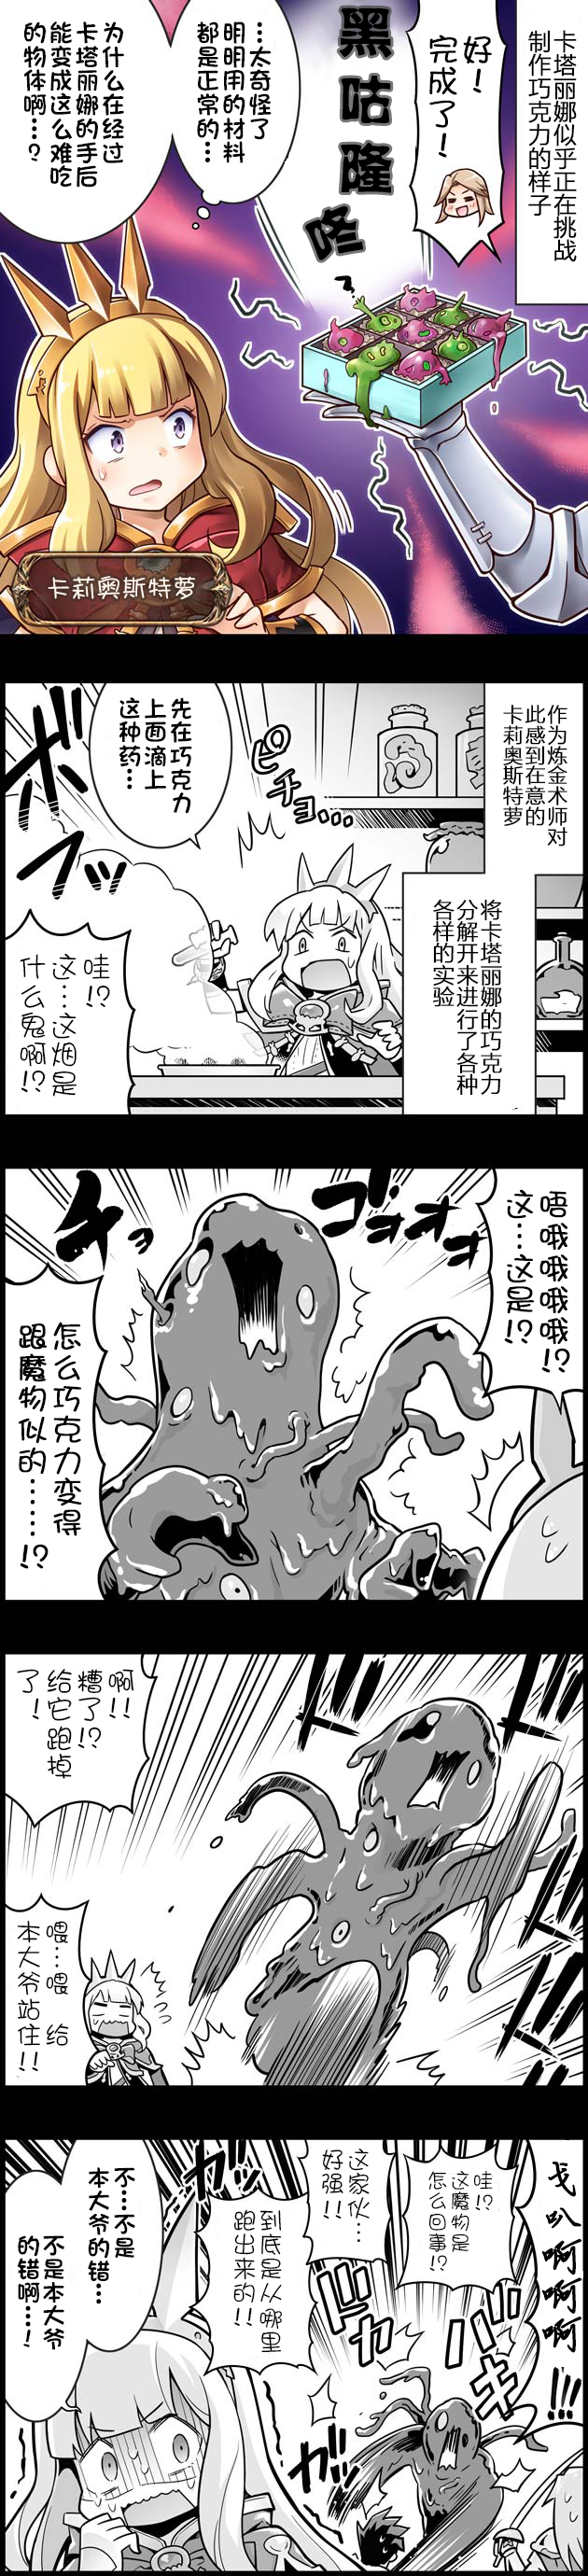 卡塔丽娜似乎正在挑战
制作巧克力的样子
好！
完成了！
黑咕隆咚
…太奇怪了
明明用的材料
都是正常的…
为什么在经过
卡塔丽娜的手后
能变成这么难吃
的物体啊…?
卡莉奥斯特萝
作为炼金术师对
此感到在意的
卡莉奥斯特萝
将卡塔丽娜的巧克力
分解开来进行了各种
各样的实验
先在巧克力
上面滴上
这种药…
ピチョ…
ブッ
哇!?
这…这烟是
什么鬼啊!?
唔哦哦哦哦!?
这…这是!?
ゴォォォ
怎么巧克力变得
跟魔物似的……!?
啊!!
糟了!?
给它跑掉
了!
喂…喂 给
本大爷站住!!
戈叭啊啊啊啊!!!
哇!?
这魔物是
怎么回事!?
这家伙…
好强!!
到底是从哪里
跑出来的!!
バキ
ドカ
ガッ
不…不是
本大爷的错…
不是本大爷
的错啊…!